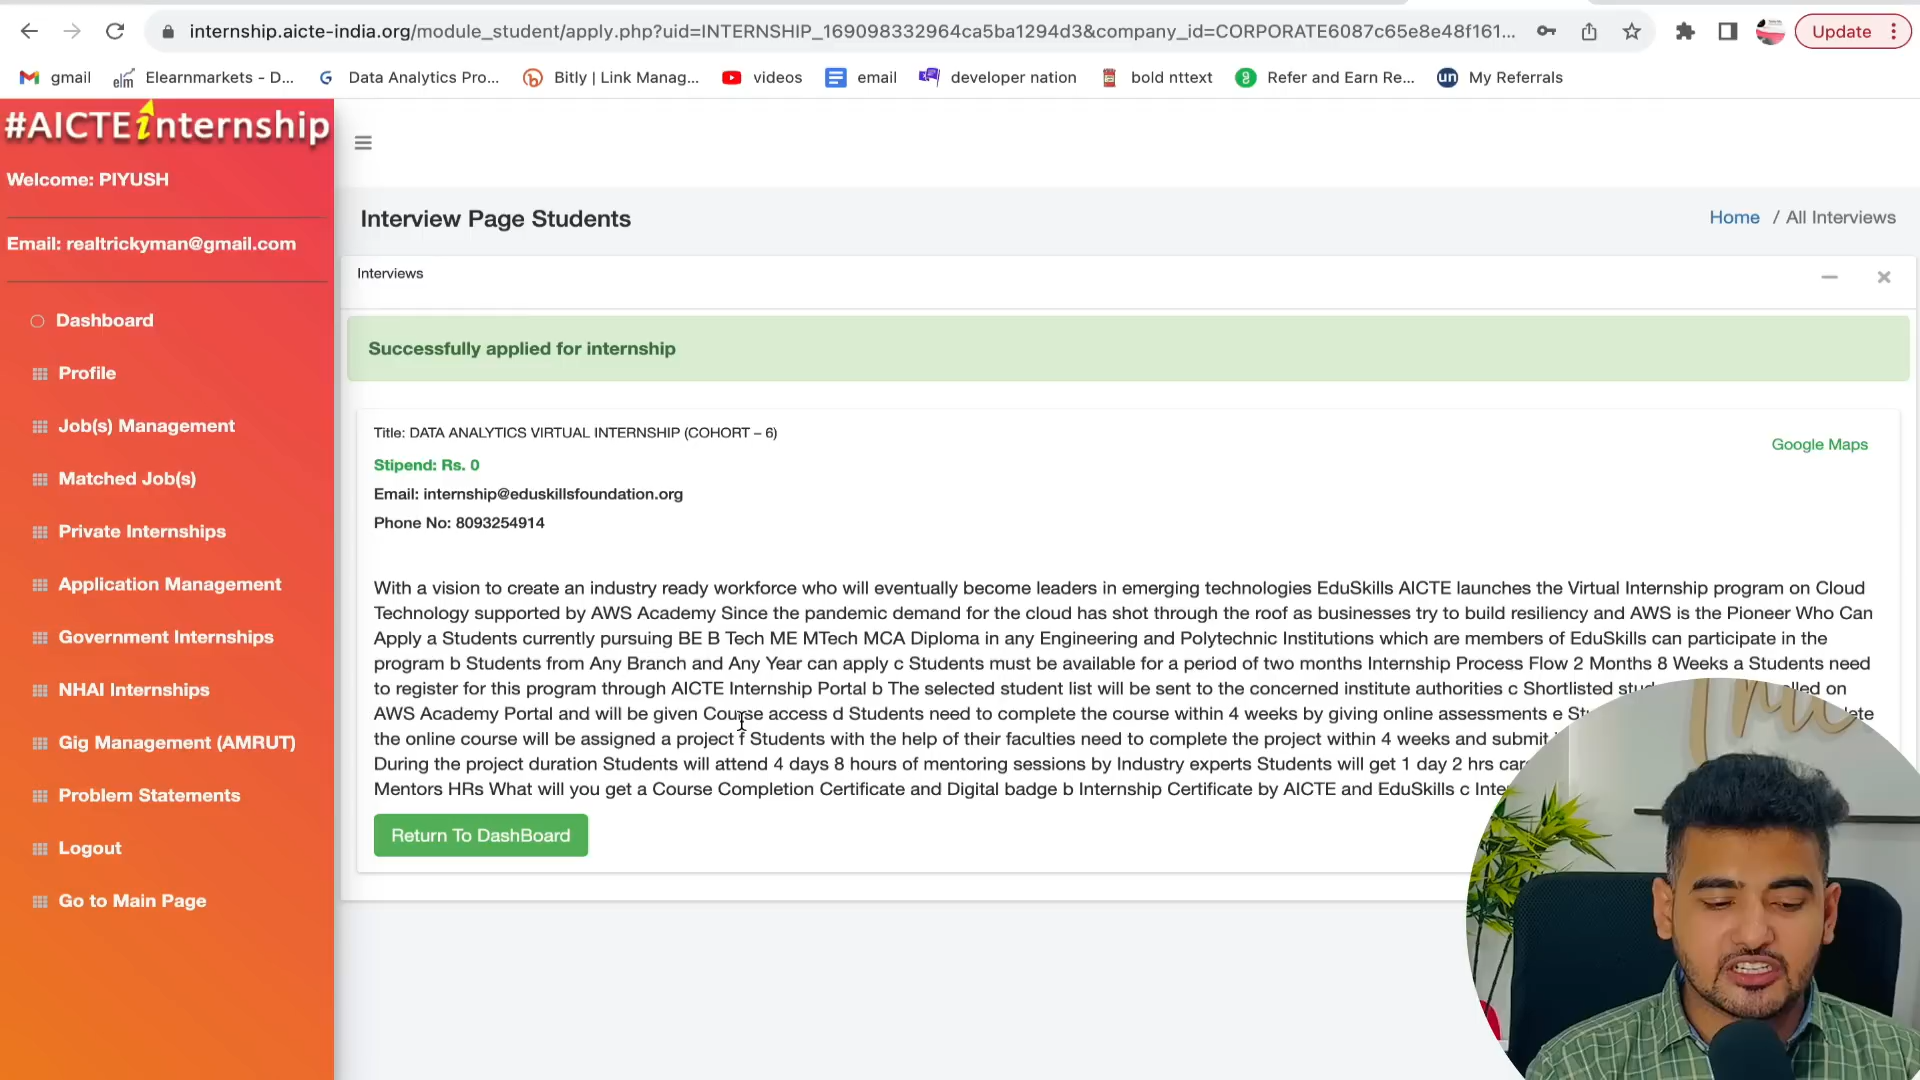 internship.aicte-india.org/module_student/apply.php?uid=INTERNSHIP_169098332964ca5ba1294d3&company_id=CORPORATE6087c65e8e48f161...
Update
gmail
elm Elearnmarkets - D...
Data Analytics Pro...
Bitly | Link Manag...
videos
email
developer nation
bold nttext
Refer and Earn Re...
un My Referrals
#AICTE internship
Welcome: PIYUSH
Email: realtrickyman@gmail.com
Dashboard
Profile
Job(s) Management
Matched Job(s)
Private Internships
Application Management
Government Internships
NHAI Internships
Gig Management (AMRUT)
Problem Statements
Logout
Go to Main Page
Interview Page Students
Home / All Interviews
Interviews
Successfully applied for internship
Title: DATA ANALYTICS VIRTUAL INTERNSHIP (COHORT – 6)
Google Maps
Stipend: Rs. 0
Email: internship@eduskillsfoundation.org
Phone No: 8093254914
With a vision to create an industry ready workforce who will eventually become leaders in emerging technologies EduSkills AICTE launches the Virtual Internship program on Cloud
Technology supported by AWS Academy Since the pandemic demand for the cloud has shot through the roof as businesses try to build resiliency and AWS is the Pioneer Who Can
Apply a Students currently pursuing BE B Tech ME MTech MCA Diploma in any Engineering and Polytechnic Institutions which are members of EduSkills can participate in the
program b Students from Any Branch and Any Year can apply c Students must be available for a period of two months Internship Process Flow 2 Months 8 Weeks a Students need
to register for this program through AICTE Internship Portal b The selected student list will be sent to the concerned institute authorities c Shortlisted on
AWS Academy Portal and will be given Course access d Students need to complete the course within 4 weeks by giving online assessments e
the online course will be assigned a project f Students with the help of their faculties need to complete the project within 4 weeks and submit
During the project duration Students will attend 4 days 8 hours of mentoring sessions by Industry experts Students will get 1 day 2 hrs
Mentors HRs What will you get a Course Completion Certificate and Digital badge b Internship Certificate by AICTE and EduSkills c
Return To DashBoard